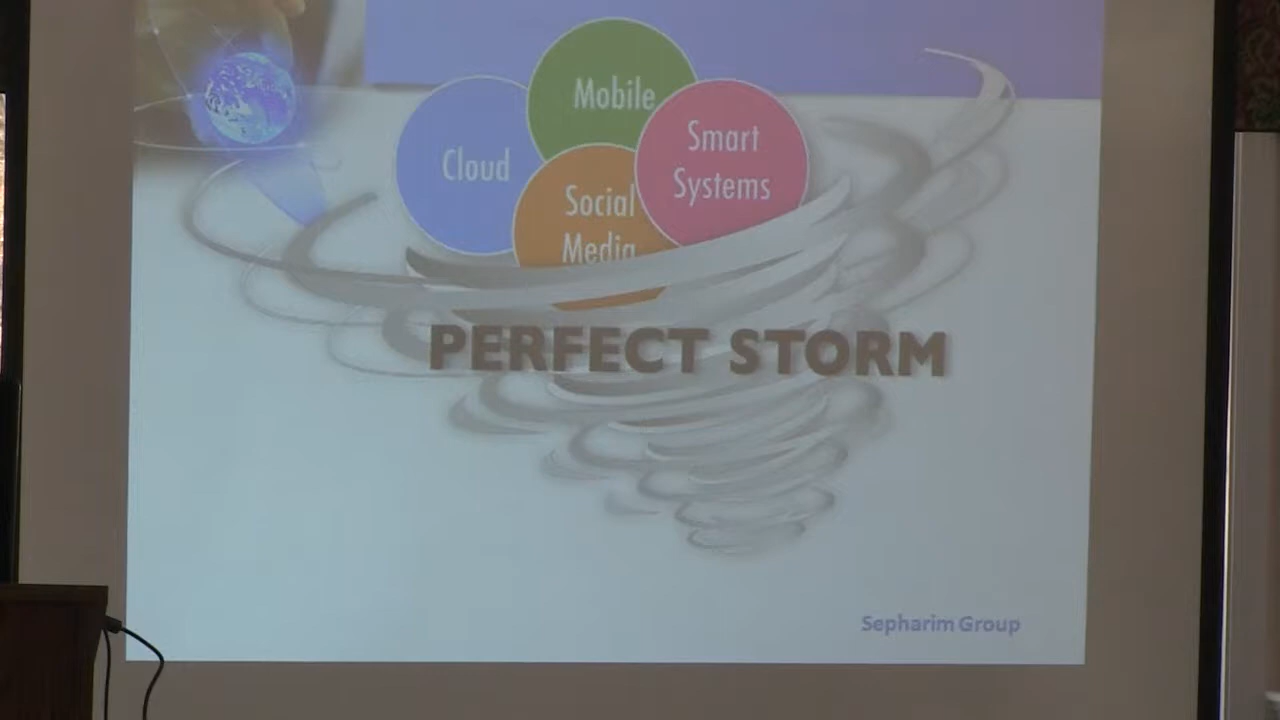 Mobile
Cloud
Smart
Systems
Social
Media
PERFECT STORM
Sepharim Group